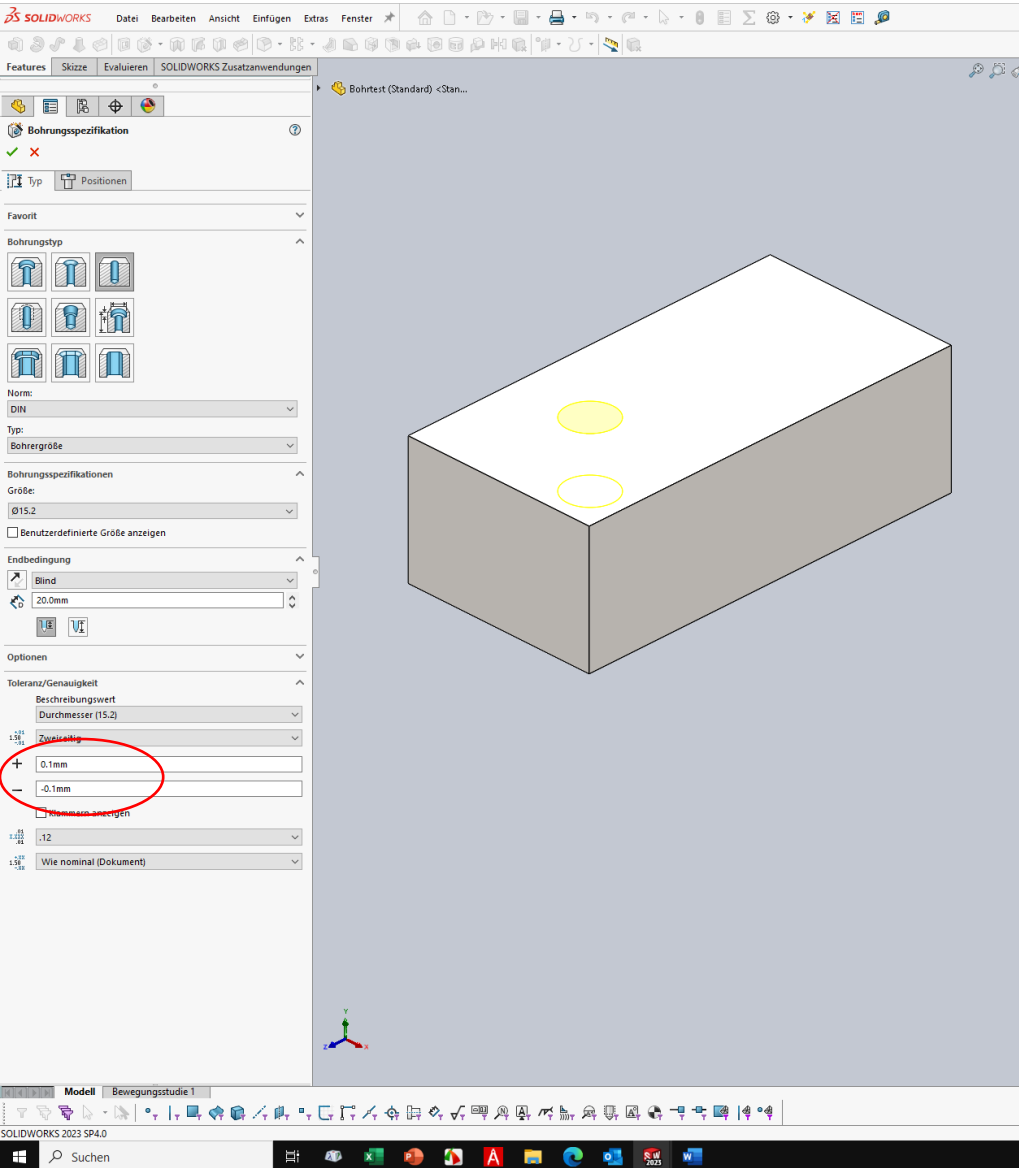 SOLIDWORKS Datei Bearbeiten Ansicht Einfügen Extras Fenster
Features Skizze Evaluieren SOLIDWORKS Zusatzanwendungen
Bohrtest (Standard) <Stan...
Bohrungsspezifikation
Typ Positionen
Favorit
Bohrungstyp
Norm:
DIN
Typ:
Bohrergröße
Bohrungsspezifikationen
Größe:
Ø15.2
Benutzerdefinierte Größe anzeigen
Endbedingung
Blind
20.0mm
Optionen
Toleranz/Genauigkeit
Beschreibungswert
Durchmesser (15.2)
Zweiseitig
+ 0.1mm
- -0.1mm
Klammern anzeigen
.12
Wie nominal (Dokument)
Y
Z X
Modell Bewegungsstudie 1
SOLIDWORKS 2023 SP4.0
Suchen